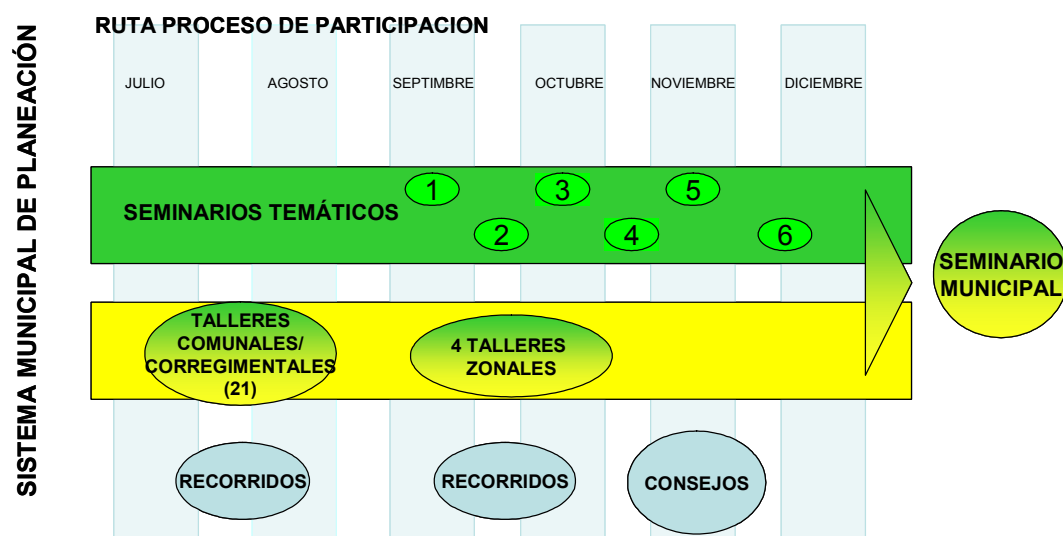 RUTA PROCESO DE PARTICIPACION
SISTEMA MUNICIPAL DE PLANEACIÓN
JULIO
AGOSTO
SEPTIMBRE
OCTUBRE
NOVIEMBRE
DICIEMBRE
SEMINARIOS TEMÁTICOS
1
2
3
4
5
6
SEMINARIO
MUNICIPAL
TALLERES
COMUNALES/
CORREGIMENTALES
(21)
4 TALLERES
ZONALES
RECORRIDOS
RECORRIDOS
CONSEJOS